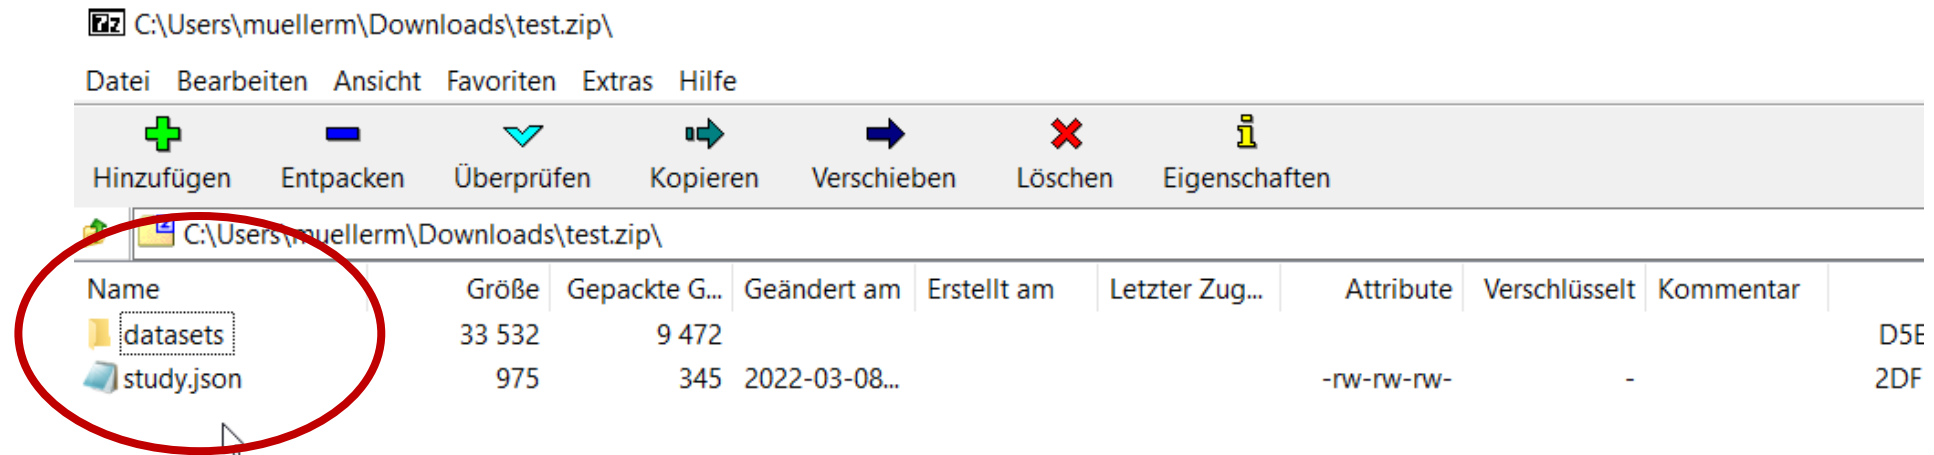 C:\Users\muellerm\Downloads\test.zip\
Datei Bearbeiten Ansicht Favoriten Extras Hilfe
Hinzufügen Entpacken Überprüfen Kopieren Verschieben Löschen Eigenschaften
C:\Users\muellerm\Downloads\test.zip\
Name Größe Gepackte G... Geändert am Erstellt am Letzter Zug... Attribute Verschlüsselt Kommentar
datasets 33 532 9 472 D5E
study.json 975 345 2022-03-08... -rw-rw-rw- - 2DF